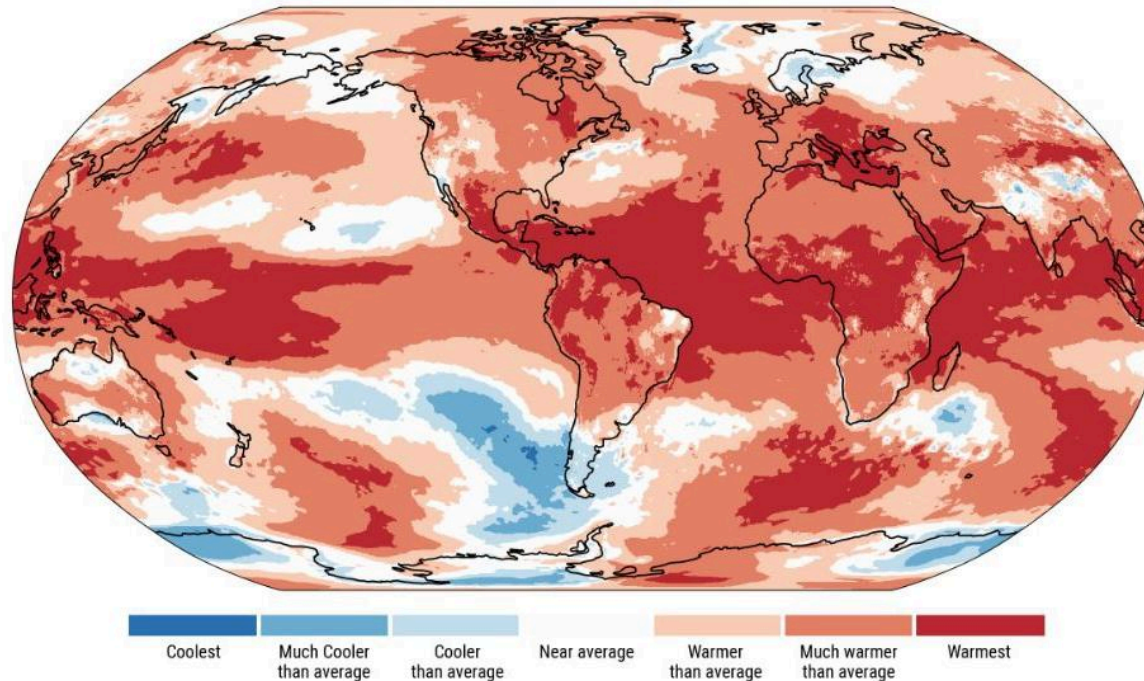 Coolest
Much Cooler
than average
Cooler
than average
Near average
Warmer
than average
Much warmer
than average
Warmest